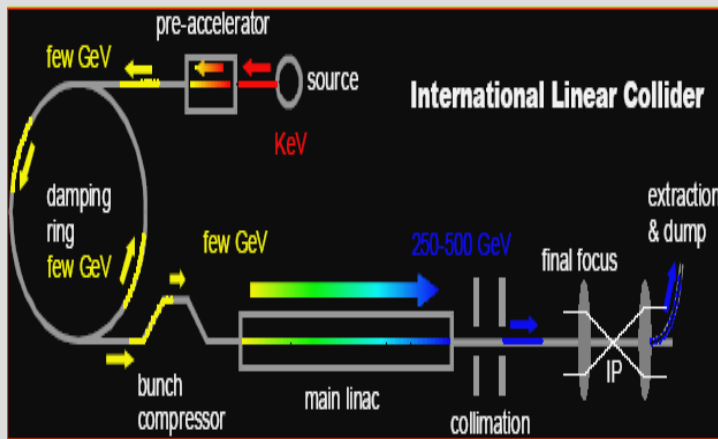 pre-accelerator
few GeV
source
International Linear Collider
KeV
damping
ring
few GeV
few GeV
250-500 GeV
extraction
& dump
final focus
IP
bunch
compressor
main linac
collimation